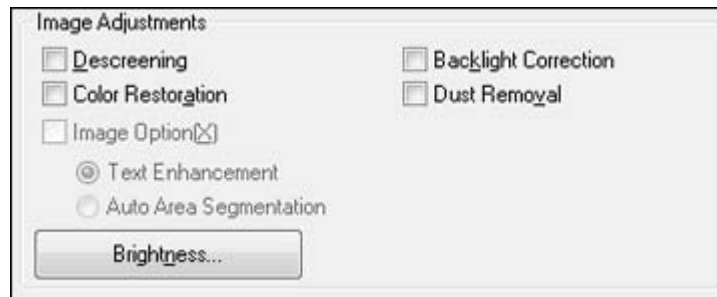 Image Adjustments
Descreening
Backlight Correction
Color Restoration
Dust Removal
Image Option(X)
Text Enhancement
Auto Area Segmentation
Brightness...